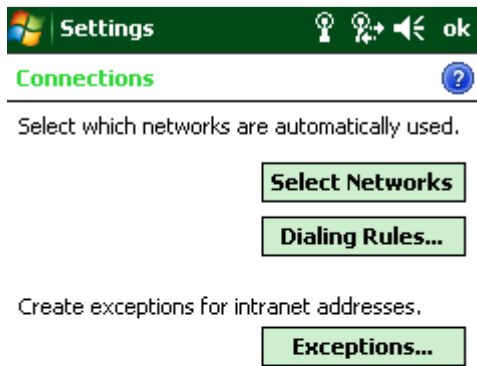 Settings
ok
Connections
?
Select which networks are automatically used.
Select Networks
Dialing Rules...
Create exceptions for intranet addresses.
Exceptions...